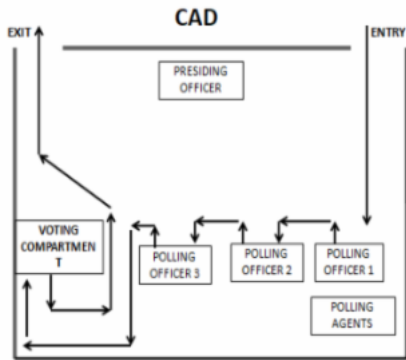 CAD
EXIT
ENTRY
PRESIDING
OFFICER
VOTING
COMPARTMEN
T
POLLING
OFFICER 3
POLLING
OFFICER 2
POLLING
OFFICER 1
POLLING
AGENTS